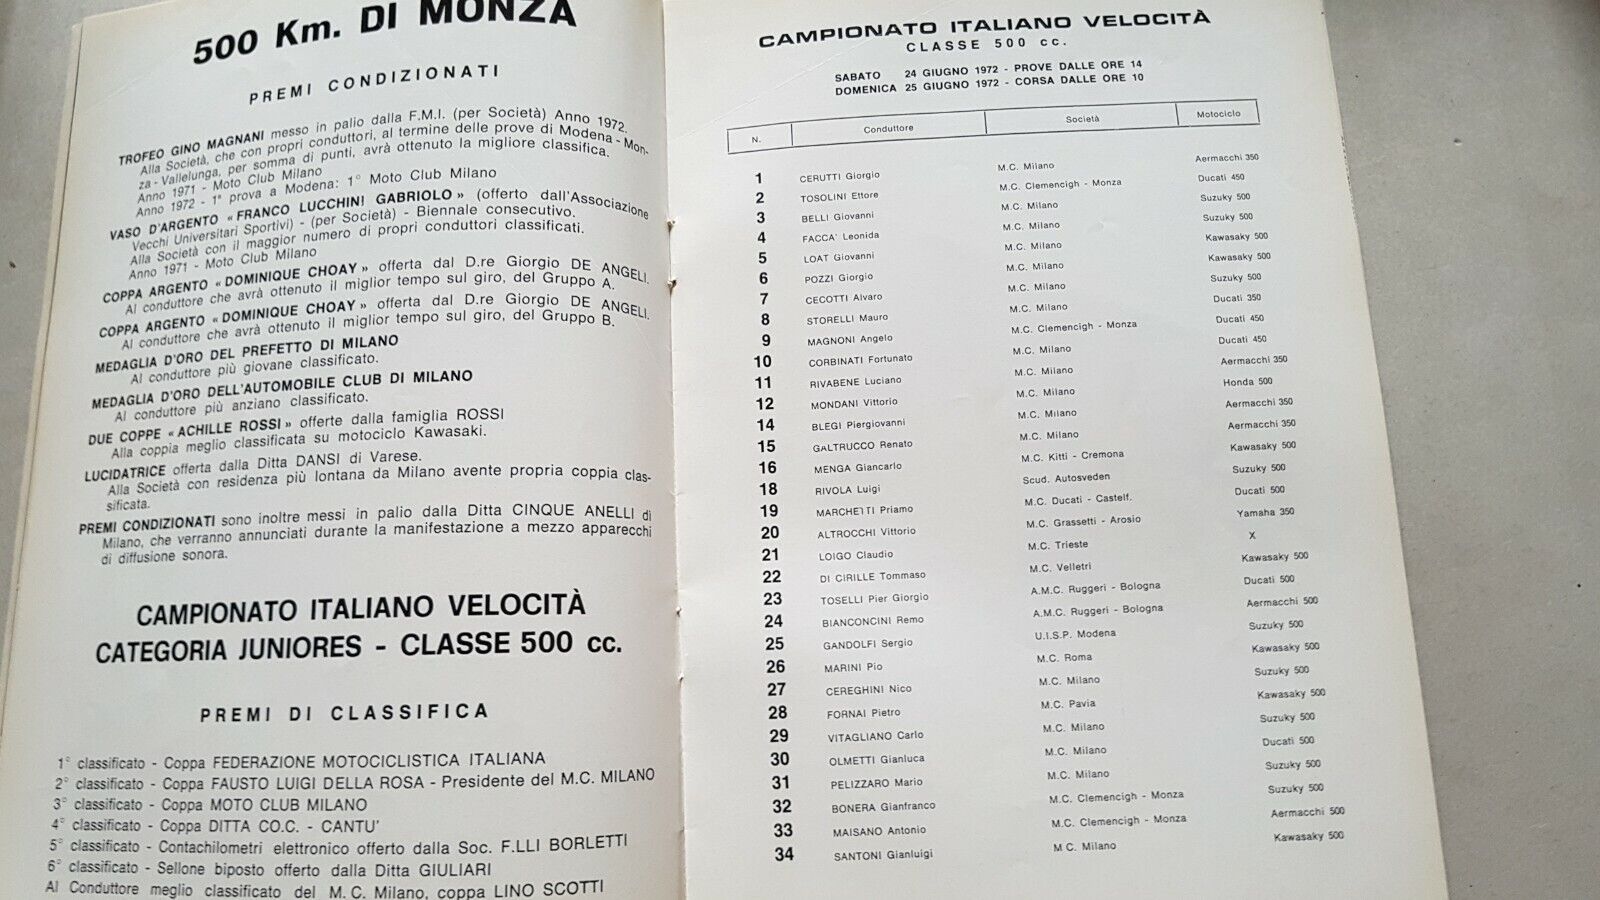 500 Km. DI MONZA
PREMI CONDIZIONATI
TROFEO GINO MAGNANI messo in palio dalla F.M.I. (per Società) Anno 1972.
Alla Società, che con propri conduttori, al termine delle prove di Modena - Mon-
za - Vallelunga, per somma di punti, avrà ottenuto la migliore classifica.
Anno 1971 - Moto Club Milano
Anno 1972 - 1ª prova a Modena: 1° Moto Club Milano
VASO D'ARGENTO « FRANCO LUCCHINI GABRIOLO » (offerto dall'Associazione
Vecchi Universitari Sportivi) - (per Società) - Biennale consecutivo.
Alla Società con il maggior numero di propri conduttori classificati.
Anno 1971 - Moto Club Milano
COPPA ARGENTO « DOMINIQUE CHOAY » offerta dal D.re Giorgio DE ANGELI.
Al conduttore che avrà ottenuto il miglior tempo sul giro, del Gruppo A.
COPPA ARGENTO « DOMINIQUE CHOAY » offerta dal D.re Giorgio DE ANGELI.
Al conduttore che avrà ottenuto il miglior tempo sul giro, del Gruppo B.
MEDAGLIA D'ORO DEL PREFETTO DI MILANO
Al conduttore più giovane classificato.
MEDAGLIA D'ORO DELL'AUTOMOBILE CLUB DI MILANO
Al conduttore più anziano classificato.
DUE COPPE « ACHILLE ROSSI » offerte dalla famiglia ROSSI
Alla coppia meglio classificata su motociclo Kawasaki.
LUCIDATRICE offerta dalla Ditta DANSI di Varese.
Alla Società con residenza più lontana da Milano avente propria coppia clas-
sificata.
PREMI CONDIZIONATI sono inoltre messi in palio dalla Ditta CINQUE ANELLI di
Milano, che verranno annunciati durante la manifestazione a mezzo apparecchi
di diffusione sonora.
CAMPIONATO ITALIANO VELOCITÀ
CATEGORIA JUNIORES - CLASSE 500 cc.
PREMI DI CLASSIFICA
1° classificato - Coppa FEDERAZIONE MOTOCICLISTICA ITALIANA
2° classificato - Coppa FAUSTO LUIGI DELLA ROSA - Presidente del M.C. MILANO
3° classificato - Coppa MOTO CLUB MILANO
4° classificato - Coppa DITTA CO.C. - CANTU'
5° classificato - Contachilometri elettronico offerto dalla Soc. F.LLI BORLETTI
6° classificato - Sellone biposto offerto dalla Ditta GIULIARI
Al Conduttore meglio classificato del M. C. Milano, coppa LINO SCOTTI
CAMPIONATO ITALIANO VELOCITÀ
CLASSE 500 cc.
SABATO 24 GIUGNO 1972 - PROVE DALLE ORE 14
DOMENICA 25 GIUGNO 1972 - CORSA DALLE ORE 10
N. Conduttore Società Motociclo
1 CERUTTI Giorgio M.C. Milano Aermacchi 350
2 TOSOLINI Ettore M.C. Clemencigh - Monza Ducati 450
3 BELLI Giovanni M.C. Milano Suzuky 500
4 FACCA' Leonida M.C. Milano Suzuky 500
5 LOAT Giovanni M.C. Milano Kawasaky 500
6 POZZI Giorgio M.C. Milano Kawasaky 500
7 CECOTTI Alvaro M.C. Milano Suzuky 500
8 STORELLI Mauro M.C. Milano Ducati 350
9 MAGNONI Angelo M.C. Clemencigh - Monza Ducati 450
10 CORBINATI Fortunato M.C. Milano Ducati 450
11 RIVABENE Luciano M.C. Milano Aermacchi 350
12 MONDANI Vittorio M.C. Milano Honda 500
14 BLEGI Piergiovanni M.C. Milano Aermacchi 350
15 GALTRUCCO Renato M.C. Milano Aermacchi 350
16 MENGA Giancarlo M.C. Kitti - Cremona Kawasaky 500
18 RIVOLA Luigi Scud. Autosveden Suzuky 500
19 MARCHETTI Priamo M.C. Ducati - Castelf. Ducati 500
20 ALTROCCHI Vittorio M.C. Grassetti - Arosio Yamaha 350
21 LOIGO Claudio M.C. Trieste X
22 DI CIRILLE Tommaso M.C. Velletri Kawasaky 500
23 TOSELLI Pier Giorgio A.M.C. Ruggeri - Bologna Ducati 500
24 BIANCONCINI Remo A.M.C. Ruggeri - Bologna Aermacchi 500
25 GANDOLFI Sergio U.I.S.P. Modena Suzuky 500
26 MARINI Pio M.C. Roma Kawasaky 500
27 CEREGHINI Nico M.C. Milano Suzuky 500
28 FORNAI Pietro M.C. Pavia Kawasaky 500
29 VITAGLIANO Carlo M.C. Milano Suzuky 500
30 OLMETTI Gianluca M.C. Milano Ducati 500
31 PELIZZARO Mario M.C. Milano Suzuky 500
32 BONERA Gianfranco M.C. Clemencigh - Monza Suzuky 500
33 MAISANO Antonio M.C. Clemencigh - Monza Aermacchi 500
34 SANTONI Gianluigi M C. Milano Kawasaky 500